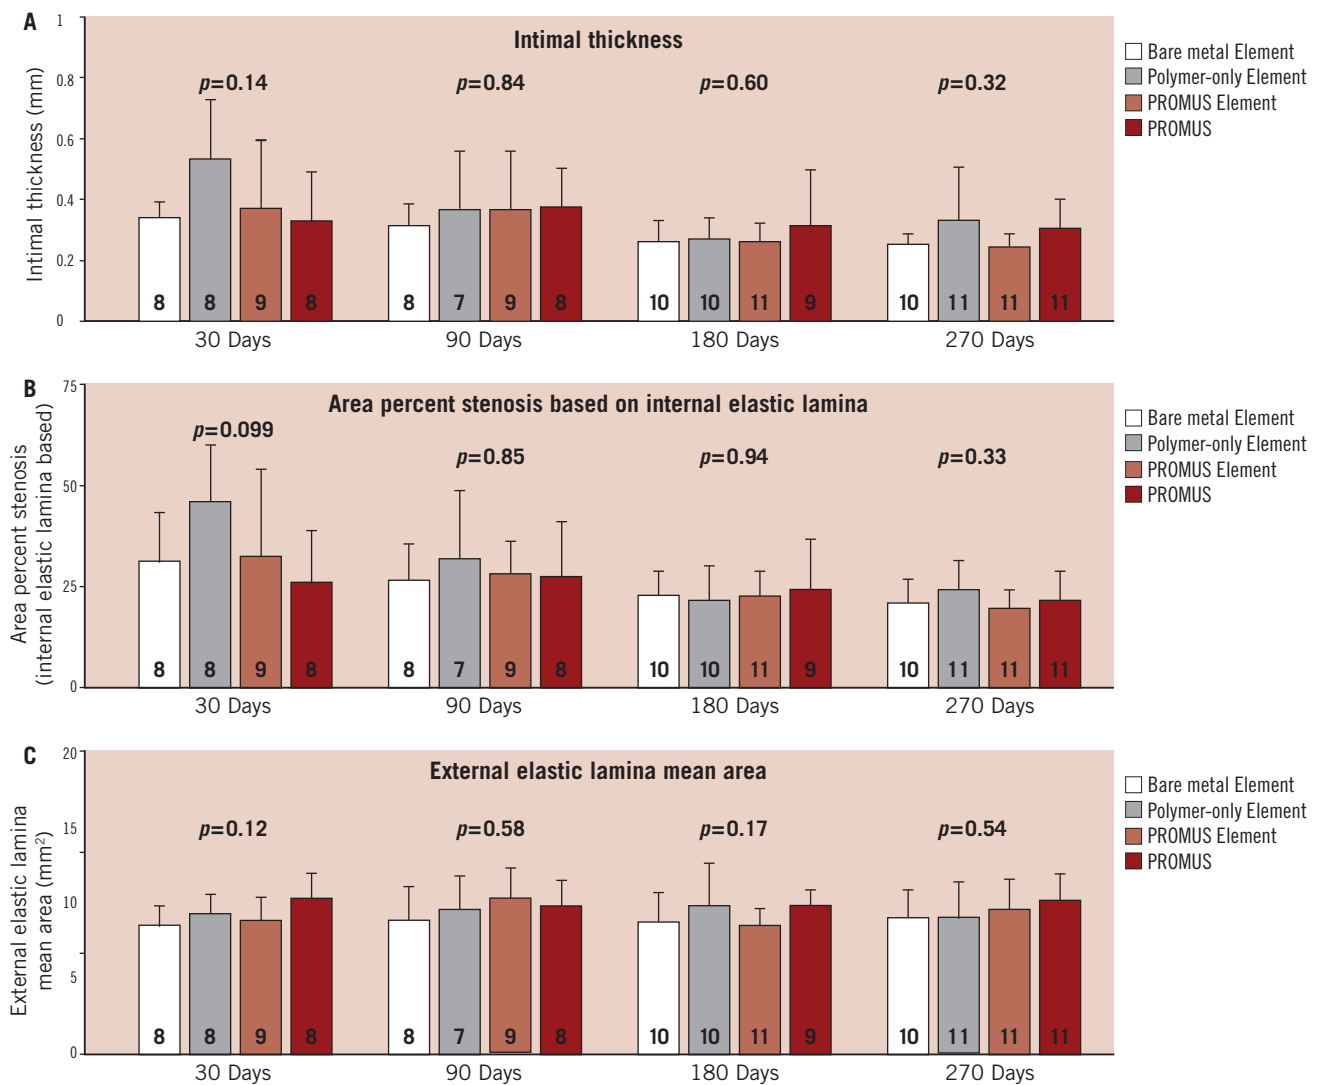 A
Intimal thickness
Intimal thickness (mm)
1
0.8
0.6
0.4
0.2
0
p=0.14
p=0.84
p=0.60
p=0.32
8 8 9 8
8 7 9 8
10 10 11 9
10 11 11 11
30 Days
90 Days
180 Days
270 Days
Bare metal Element
Polymer-only Element
PROMUS Element
PROMUS
B
Area percent stenosis based on internal elastic lamina
Area percent stenosis
(internal elastic lamina based)
75
50
25
0
p=0.099
p=0.85
p=0.94
p=0.33
8 8 9 8
8 7 9 8
10 10 11 9
10 11 11 11
30 Days
90 Days
180 Days
270 Days
Bare metal Element
Polymer-only Element
PROMUS Element
PROMUS
C
External elastic lamina mean area
External elastic lamina
mean area (mm²)
20
15
10
5
0
p=0.12
p=0.58
p=0.17
p=0.54
8 8 9 8
8 7 9 8
10 10 11 9
10 11 11 11
30 Days
90 Days
180 Days
270 Days
Bare metal Element
Polymer-only Element
PROMUS Element
PROMUS